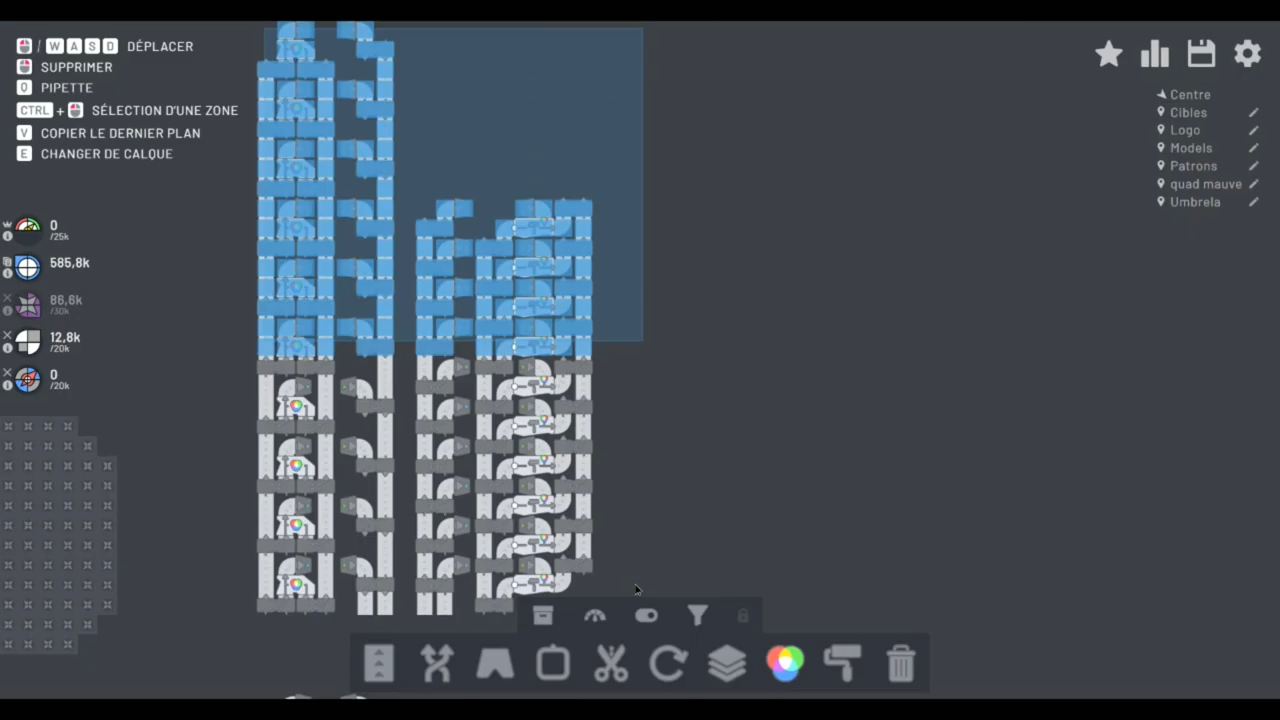 / W A S D DÉPLACER
SUPPRIMER
Q PIPETTE
CTRL + SÉLECTION D'UNE ZONE
V COPIER LE DERNIER PLAN
E CHANGER DE CALQUE
0
/25k
585,8k
86,6k
/30k
12,8k
/20k
0
/20k
Centre
Cibles
Logo
Models
Patrons
quad mauve
Umbrela